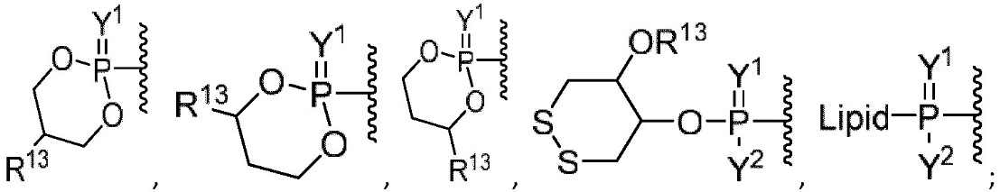 Y¹
O P
O
R¹³ ,
Y¹
R¹³ O P
O ,
Y¹
O P
O
R¹³ ,
OR¹³
Y¹
S O P
S Y² ,
Y¹
Lipid P
Y² ;